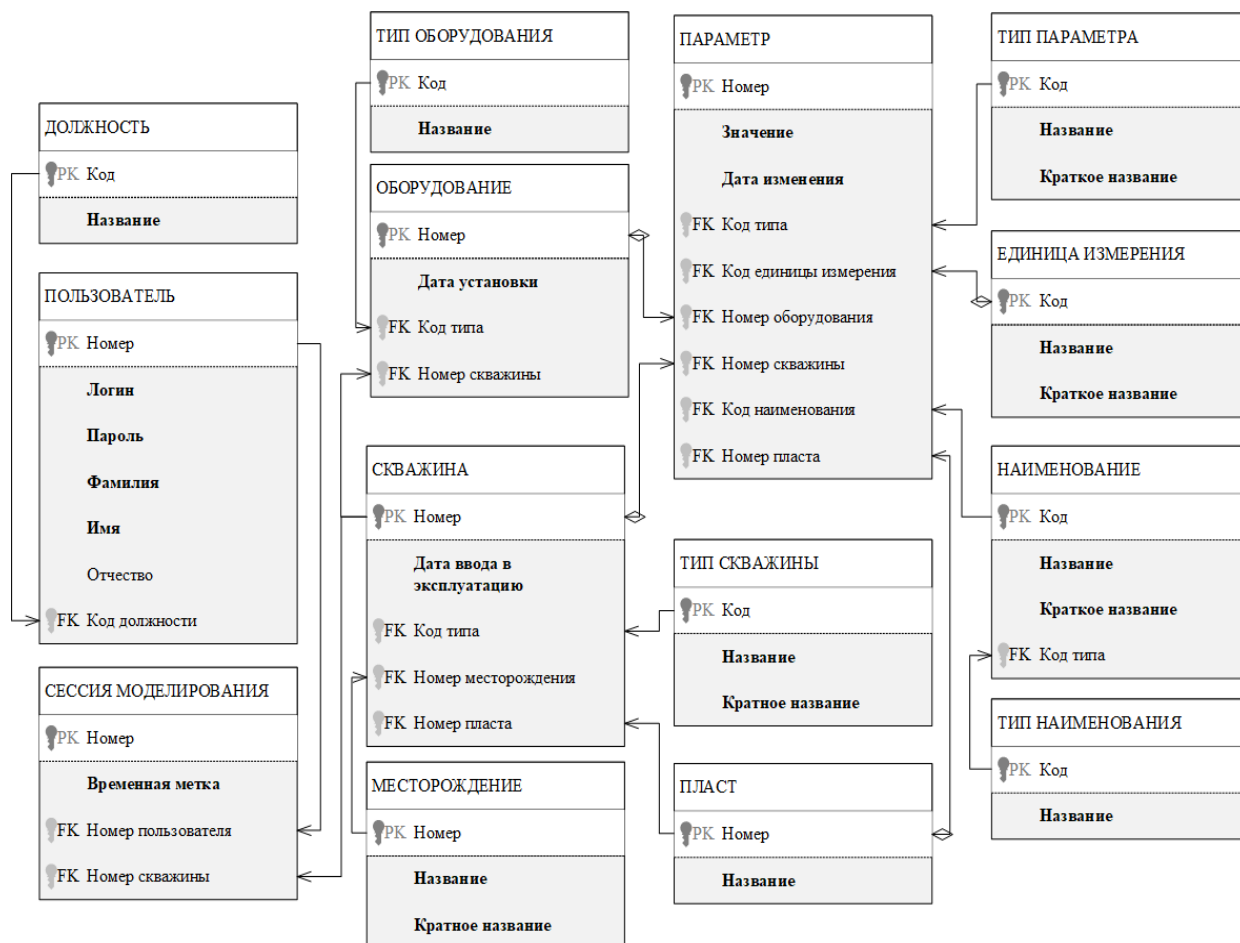 ДОЛЖНОСТЬ
PK Код
Название
ПОЛЬЗОВАТЕЛЬ
PK Номер
Логин
Пароль
Фамилия
Имя
Отчество
FK Код должности
СЕССИЯ МОДЕЛИРОВАНИЯ
PK Номер
Временная метка
FK Номер пользователя
FK Номер скважины
ТИП ОБОРУДОВАНИЯ
PK Код
Название
ОБОРУДОВАНИЕ
PK Номер
Дата установки
FK Код типа
FK Номер скважины
СКВАЖИНА
PK Номер
Дата ввода в
эксплуатацию
FK Код типа
FK Номер месторождения
FK Номер пласта
МЕСТОРОЖДЕНИЕ
PK Номер
Название
Кратное название
ПАРАМЕТР
PK Номер
Значение
Дата изменения
FK Код типа
FK Код единицы измерения
FK Номер оборудования
FK Номер скважины
FK Код наименования
FK Номер пласта
ТИП СКВАЖИНЫ
PK Код
Название
Кратное название
ПЛАСТ
PK Номер
Название
ТИП ПАРАМЕТРА
PK Код
Название
Краткое название
ЕДИНИЦА ИЗМЕРЕНИЯ
PK Код
Название
Краткое название
НАИМЕНОВАНИЕ
PK Код
Название
Краткое название
FK Код типа
ТИП НАИМЕНОВАНИЯ
PK Код
Название